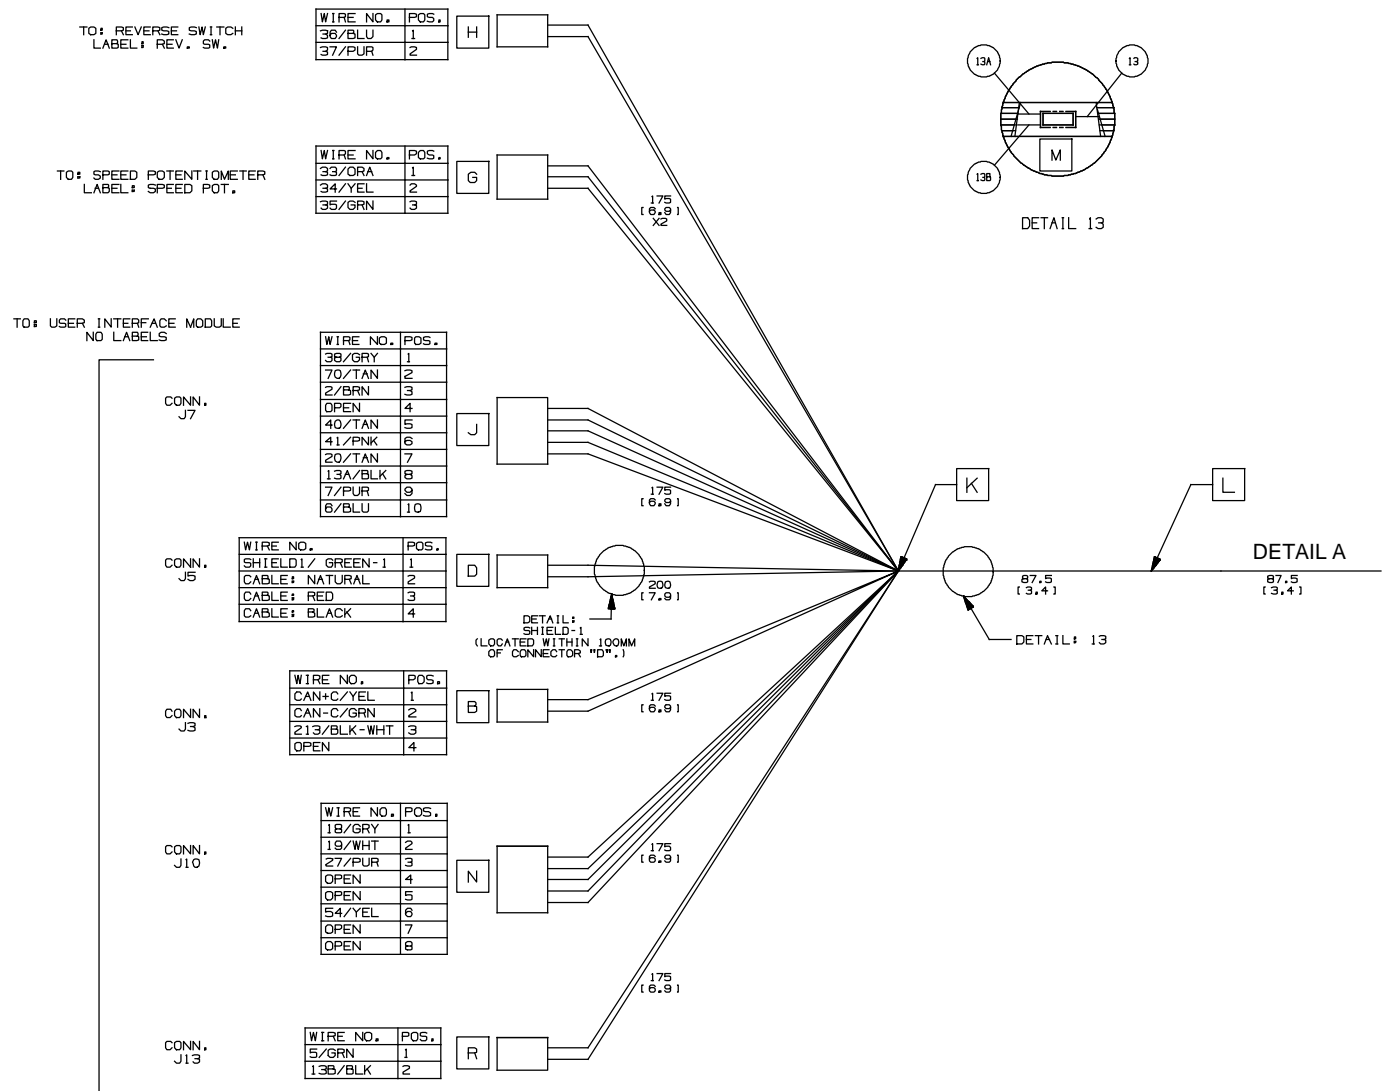 TO: REVERSE SWITCH
LABEL: REV. SW.
WIRE NO. POS.
36/BLU 1
37/PUR 2
H
13A
13
M
13B
DETAIL 13
TO: SPEED POTENTIOMETER
LABEL: SPEED POT.
WIRE NO. POS.
33/ORA 1
34/YEL 2
35/GRN 3
G
175
[6.9]
X2
TO: USER INTERFACE MODULE
NO LABELS
CONN.
J7
WIRE NO. POS.
38/GRY 1
70/TAN 2
2/BRN 3
OPEN 4
40/TAN 5
41/PNK 6
20/TAN 7
13A/BLK 8
7/PUR 9
6/BLU 10
J
175
[6.9]
K
L
CONN.
J5
WIRE NO. POS.
SHIELD1/ GREEN-1 1
CABLE: NATURAL 2
CABLE: RED 3
CABLE: BLACK 4
D
200
[7.9]
DETAIL:
SHIELD-1
(LOCATED WITHIN 100MM
OF CONNECTOR "D".)
87.5
[3.4]
DETAIL A
87.5
[3.4]
DETAIL: 13
CONN.
J3
WIRE NO. POS.
CAN+C/YEL 1
CAN-C/GRN 2
213/BLK-WHT 3
OPEN 4
B
175
[6.9]
CONN.
J10
WIRE NO. POS.
18/GRY 1
19/WHT 2
27/PUR 3
OPEN 4
OPEN 5
54/YEL 6
OPEN 7
OPEN 8
N
175
[6.9]
175
[6.9]
CONN.
J13
WIRE NO. POS.
5/GRN 1
13B/BLK 2
R